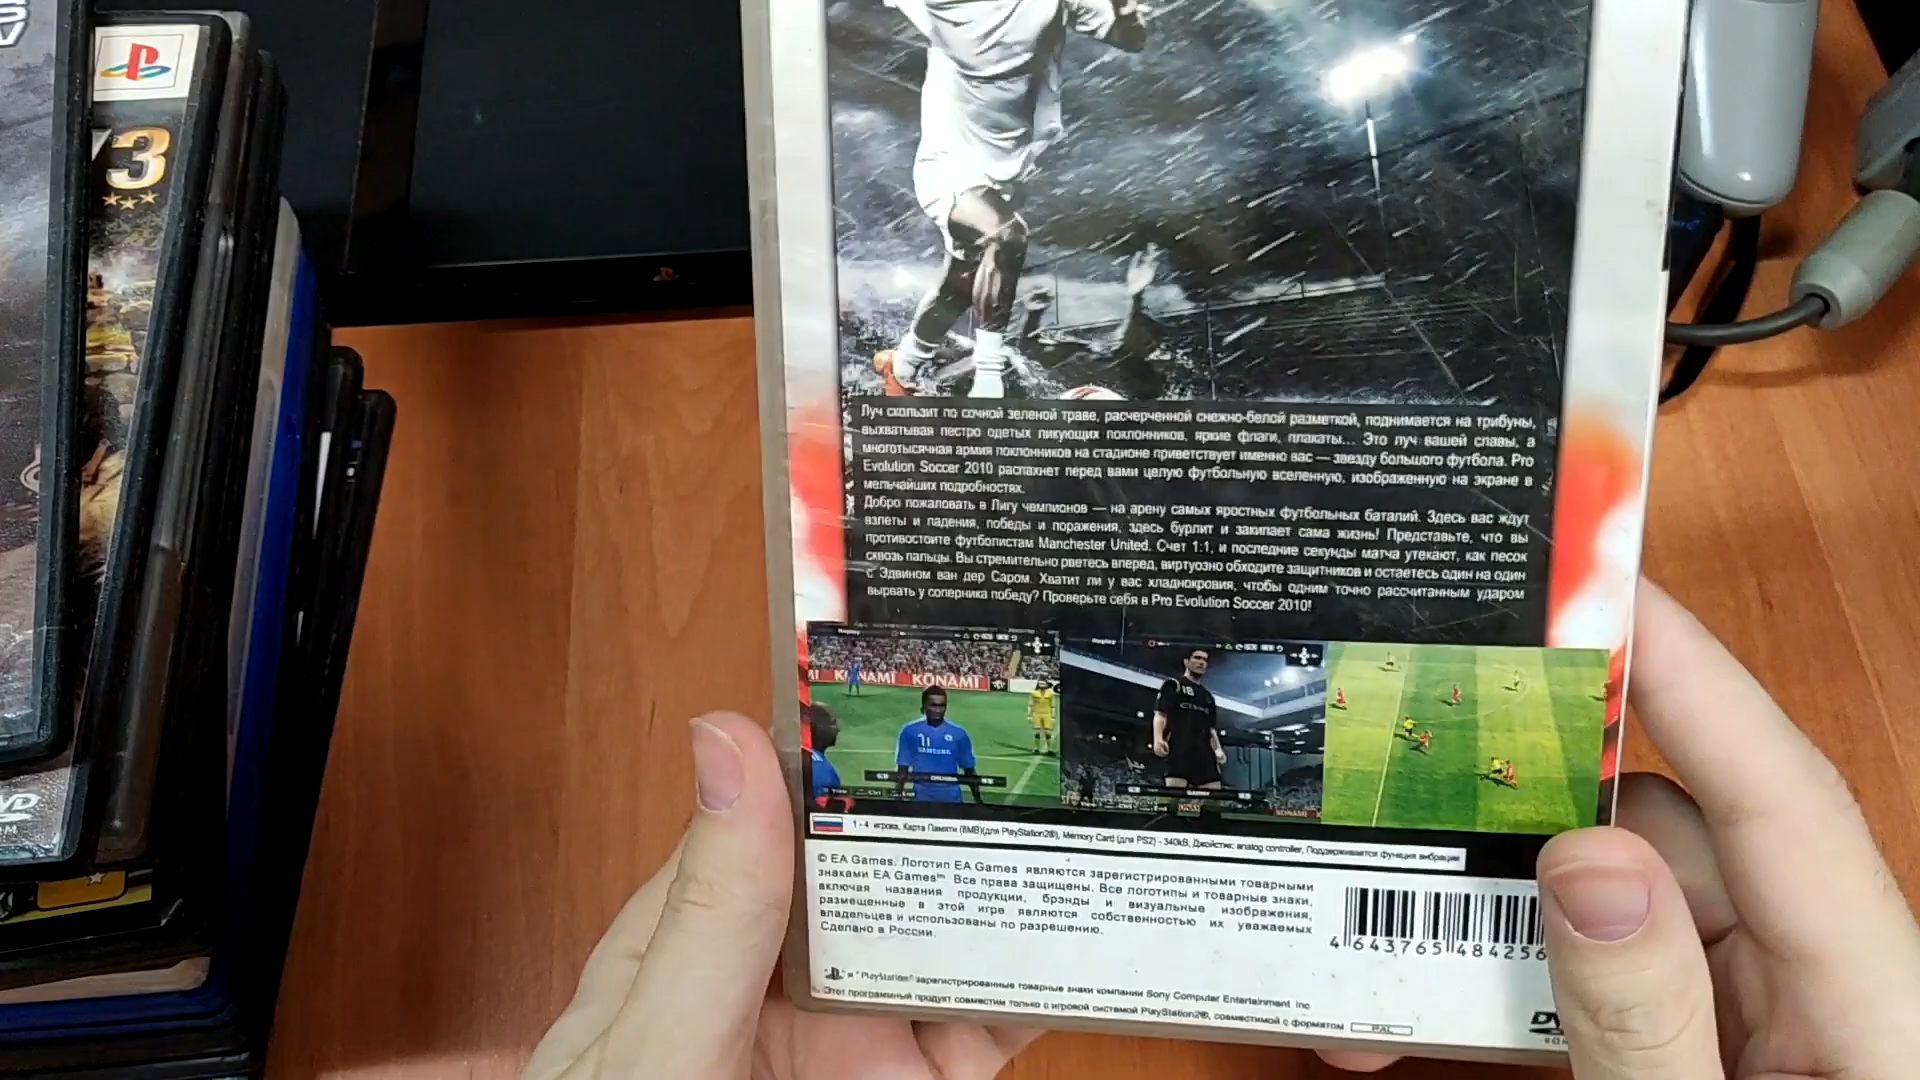 3
Луч скользит по сочной зеленой траве, расчерченной снежно-белой разметкой, поднимается на трибуны,
выхватывая пестро одетых ликующих поклонников, яркие флаги, плакаты... Это луч вашей славы, а
многотысячная армия поклонников на стадионе приветствует именно вас — звезду большого футбола. Pro
Evolution Soccer 2010 распахнет перед вами целую футбольную вселенную, изображенную на экране в
мельчайших подробностях.
Добро пожаловать в Лигу чемпионов — на арену самых яростных футбольных баталий. Здесь вас ждут
взлеты и падения, победы и поражения, здесь бурлит и закипает сама жизнь! Представьте, что вы
противостоите футболистам Manchester United. Счет 1:1, и последние секунды матча утекают, как песок
сквозь пальцы. Вы стремительно рветесь вперед, виртуозно обходите защитников и остаетесь один на один
с Эдвином ван дер Саром. Хватит ли у вас хладнокровия, чтобы одним точно рассчитанным ударом
вырвать у соперника победу? Проверьте себя в Pro Evolution Soccer 2010!
KONAMI KONAMI
11
SAMSUNG
18
KONAMI
1 - 4 игрока, Карта Памяти (8MB)(для PlayStation2®), Memory Card (для PS2) - 340kB, Джойстик: analog controller, Поддерживается функция вибрации
© EA Games. Логотип EA Games являются зарегистрированными товарными
знаками EA Games℠ Все права защищены. Все логотипы и товарные знаки,
включая названия продукции, брэнды и визуальные изображения,
размещенные в этой игре являются собственностью их уважаемых
владельцев и использованы по разрешению.
Сделано в России.
4 643765 484256
и "PlayStation" зарегистрированные товарные знаки компании Sony Computer Entertainment Inc
Этот программный продукт совместим только с игровой системой PlayStation2®, совместимой с форматом PAL